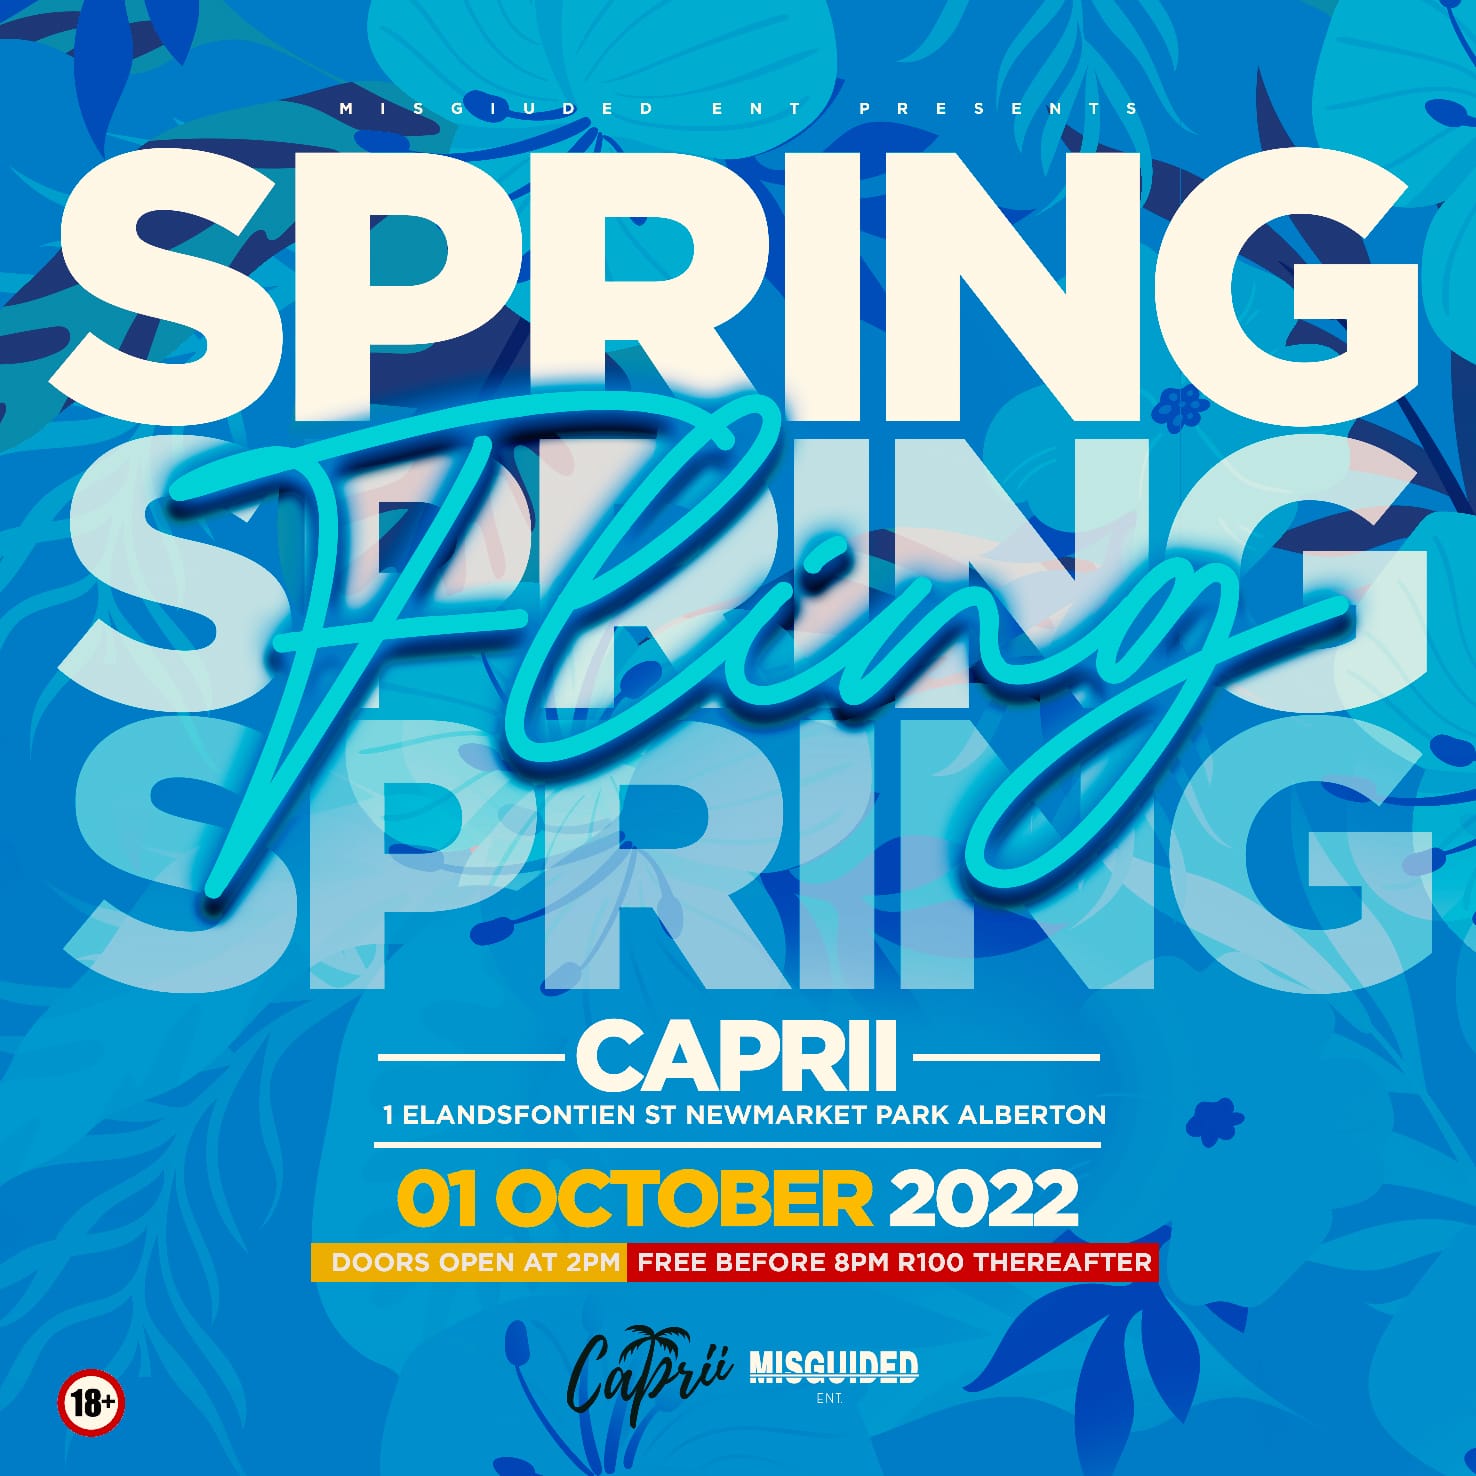 MISGIUDED ENT PRESENTS
SPRING
SPRING
Fling
SPRING
CAPRII
1 ELANDSFONTIEN ST NEWMARKET PARK ALBERTON
01 OCTOBER 2022
DOORS OPEN AT 2PM FREE BEFORE 8PM R100 THEREAFTER
Caprii MISGUIDED
ENT.
18+